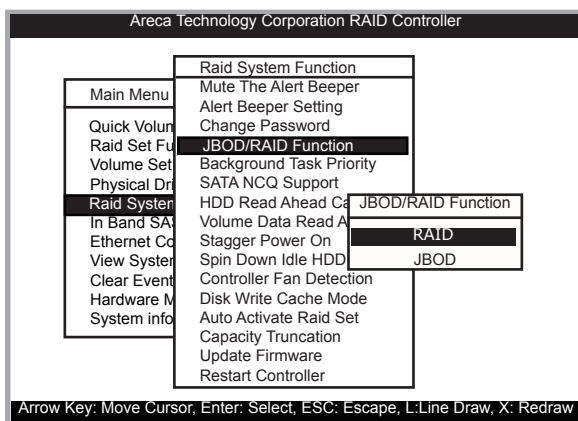 Areca Technology Corporation RAID Controller
Main Menu
Quick Volum
Raid Set Fu
Volume Set
Physical Dri
Raid System
In Band SA
Ethernet Co
View System
Clear Event
Hardware M
System info
Raid System Function
Mute The Alert Beeper
Alert Beeper Setting
Change Password
JBOD/RAID Function
Background Task Priority
SATA NCQ Support
HDD Read Ahead Ca
Volume Data Read A
Stagger Power On
Spin Down Idle HDD
Controller Fan Detection
Disk Write Cache Mode
Auto Activate Raid Set
Capacity Truncation
Update Firmware
Restart Controller
JBOD/RAID Function
RAID
JBOD
Arrow Key: Move Cursor, Enter: Select, ESC: Escape, L:Line Draw, X: Redraw